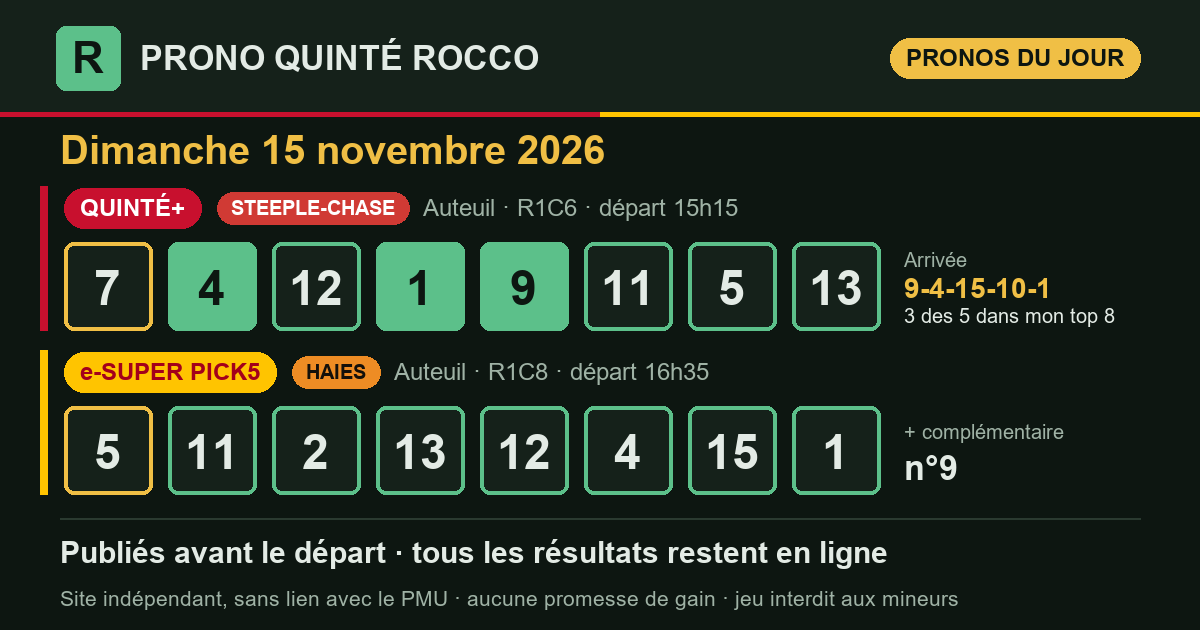 R PRONO QUINTÉ ROCCO PRONOS DU JOUR
Dimanche 15 novembre 2026
QUINTÉ+ STEEPLE-CHASE Auteuil · R1C6 · départ 15h15
7 4 12 1 9 11 5 13
Arrivée
9-4-15-10-1
3 des 5 dans mon top 8
e-SUPER PICK5 HAIES Auteuil · R1C8 · départ 16h35
5 11 2 13 12 4 15 1
+ complémentaire
n°9
Publiés avant le départ · tous les résultats restent en ligne
Site indépendant, sans lien avec le PMU · aucune promesse de gain · jeu interdit aux mineurs